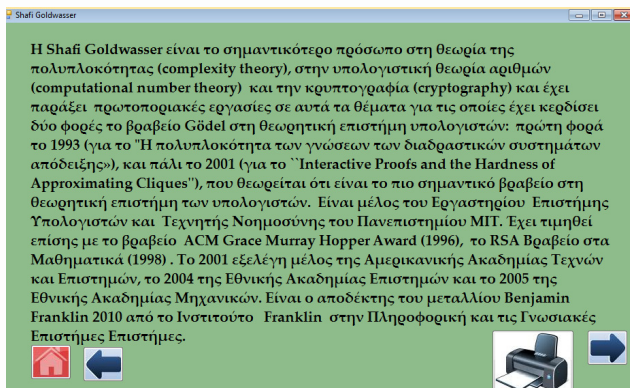 Shafi Goldwasser
Η Shafi Goldwasser είναι το σημαντικότερο πρόσωπο στη θεωρία της
πολυπλοκότητας (complexity theory), στην υπολογιστική θεωρία αριθμών
(computational number theory)  και την κρυπτογραφία (cryptography) και έχει
παράξει  πρωτοποριακές εργασίες σε αυτά τα θέματα για τις οποίες έχει κερδίσει
δύο φορές το βραβείο Gödel στη θεωρητική επιστήμη υπολογιστών:  πρώτη φορά
το 1993 (για το "Η πολυπλοκότητα των γνώσεων των διαδραστικών συστημάτων
απόδειξης»), και πάλι το 2001 (για το ``Interactive Proofs and the Hardness of
Approximating Cliques''), που θεωρείται ότι είναι το πιο σημαντικό βραβείο στη
θεωρητική επιστήμη των υπολογιστών.  Είναι μέλος του Εργαστηρίου  Επιστήμης
Υπολογιστών και  Τεχνητής Νοημοσύνης του Πανεπιστημίου MIT. Έχει τιμηθεί
επίσης με το βραβείο  ACM Grace Murray Hopper Award (1996),  το RSA Βραβείο στα
Μαθηματικά (1998) . Το 2001 εξελέγη μέλος της Αμερικανικής Ακαδημίας Τεχνών
και Επιστημών, το 2004 της Εθνικής Ακαδημίας Επιστημών και το 2005 της
Εθνικής Ακαδημίας Μηχανικών. Είναι ο αποδέκτης του μεταλλίου Benjamin
Franklin 2010 από το Ινστιτούτο   Franklin  στην Πληροφορική και τις Γνωσιακές
Επιστήμες Επιστήμες.